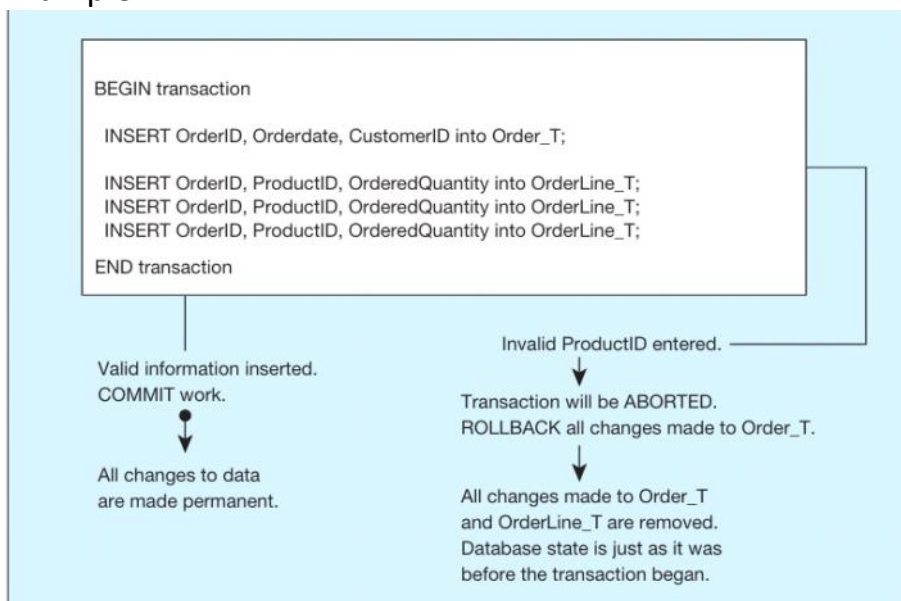 BEGIN transaction
INSERT OrderID, Orderdate, CustomerID into Order_T;
INSERT OrderID, ProductID, OrderedQuantity into OrderLine_T;
INSERT OrderID, ProductID, OrderedQuantity into OrderLine_T;
INSERT OrderID, ProductID, OrderedQuantity into OrderLine_T;
END transaction
Valid information inserted.
COMMIT work.
All changes to data
are made permanent.
Invalid ProductID entered.
Transaction will be ABORTED.
ROLLBACK all changes made to Order_T.
All changes made to Order_T
and OrderLine_T are removed.
Database state is just as it was
before the transaction began.